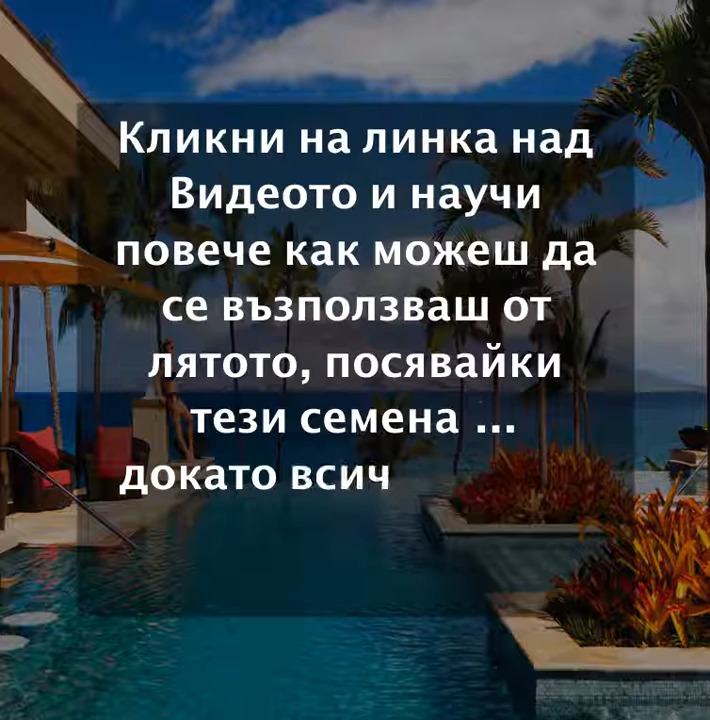 Кликни на линка над
Видеото и научи
повече как можеш да
се възползваш от
лятото, посявайки
тези семена ...
докато всич